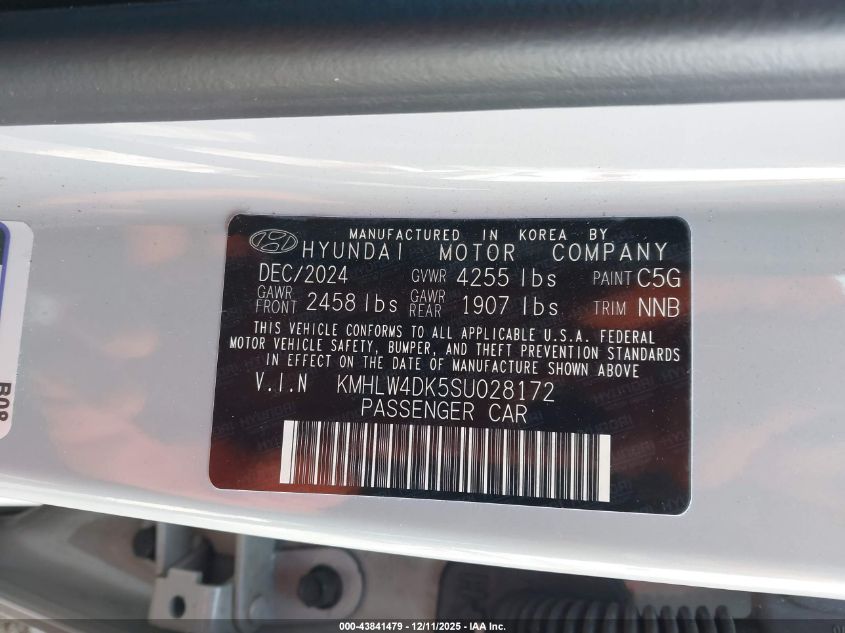 MANUFACTURED IN KOREA BY
HYUNDAI MOTOR COMPANY
DEC/2024 GVWR 4255 lbs PAINT C5G
GAWR FRONT 2458 lbs GAWR REAR 1907 lbs TRIM NNB
THIS VEHICLE CONFORMS TO ALL APPLICABLE U.S.A. FEDERAL
MOTOR VEHICLE SAFETY, BUMPER, AND THEFT PREVENTION STANDARDS
IN EFFECT ON THE DATE OF MANUFACTURE SHOWN ABOVE
V.I.N KMHLW4DK5SU028172
PASSENGER CAR
B08
000-43841479 - 12/11/2025 - IAA Inc.